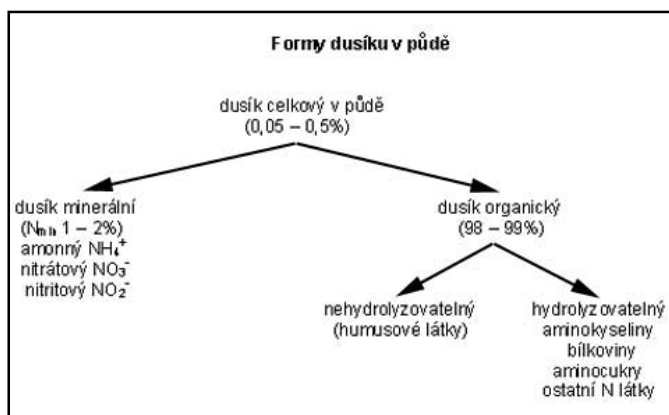 Formy dusíku v půdě
dusík celkový v půdě
(0,05 – 0,5%)
dusík minerální
(Nmin 1 – 2%)
amonný NH₄⁺
nitrátový NO₃⁻
nitritový NO₂⁻
dusík organický
(98 – 99%)
nehydrolyzovatelný
(humusové látky)
hydrolyzovatelný
aminokyseliny
bílkoviny
aminocukry
ostatní N látky